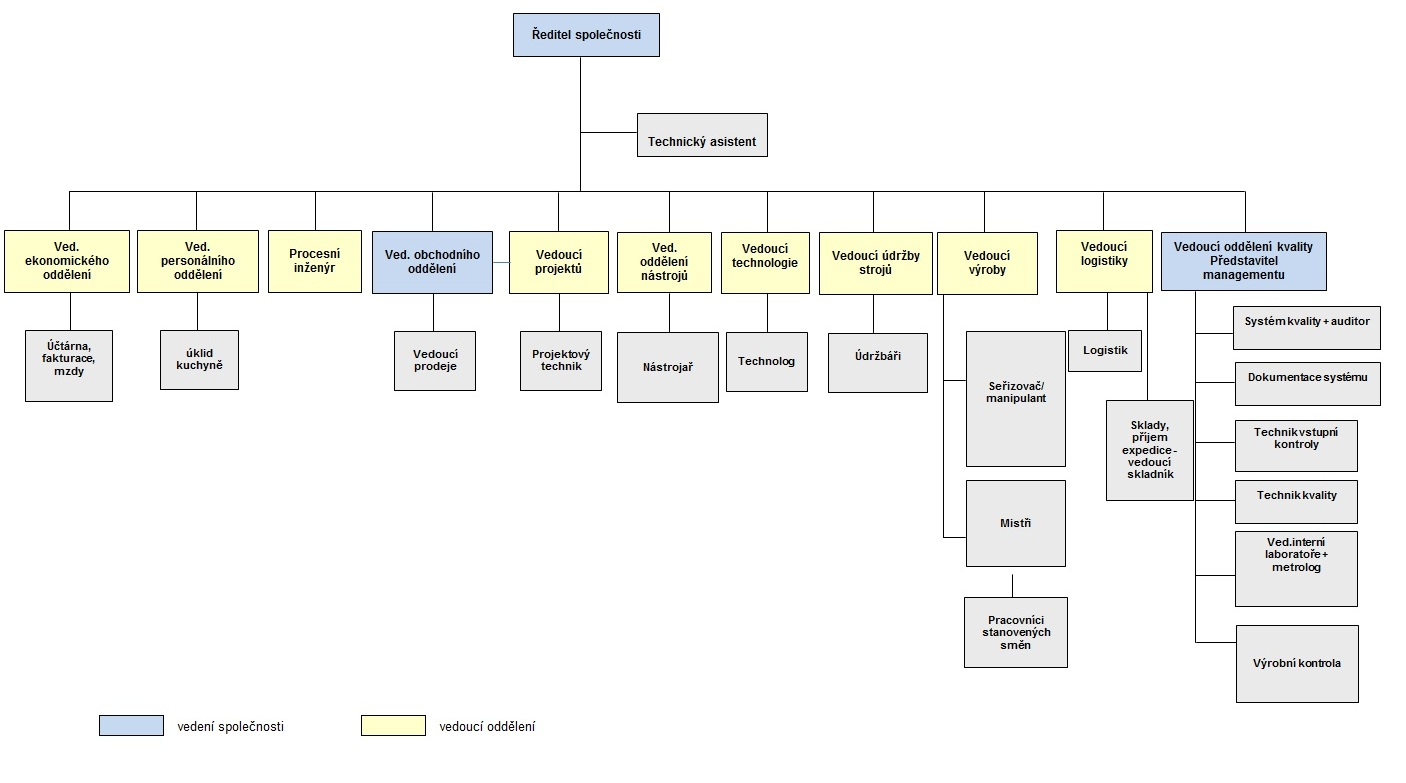 Ředitel společnosti
Technický asistent
Ved.
ekonomického
oddělení
Ved.
personálního
oddělení
Procesní
inženýr
Ved. obchodního
oddělení
Vedoucí
projektů
Ved.
oddělení
nástrojů
Vedoucí
technologie
Vedoucí údržby
strojů
Vedoucí
výroby
Vedoucí
logistiky
Vedoucí oddělení kvality
Představitel
managementu
Účtárna,
fakturace,
mzdy
úklid
kuchyně
Vedoucí
prodeje
Projektový
technik
Nástrojař
Technolog
Údržbáři
Seřizovač/
manipulant
Mistři
Pracovníci
stanovených
směn
Logistik
Sklady,
příjem
expedice -
vedoucí
skladník
Systém kvality + auditor
Dokumentace systému
Technik vstupní
kontroly
Technik kvality
Ved.interní
laboratoře +
metrolog
Výrobní kontrola
vedení společnosti
vedoucí oddělení